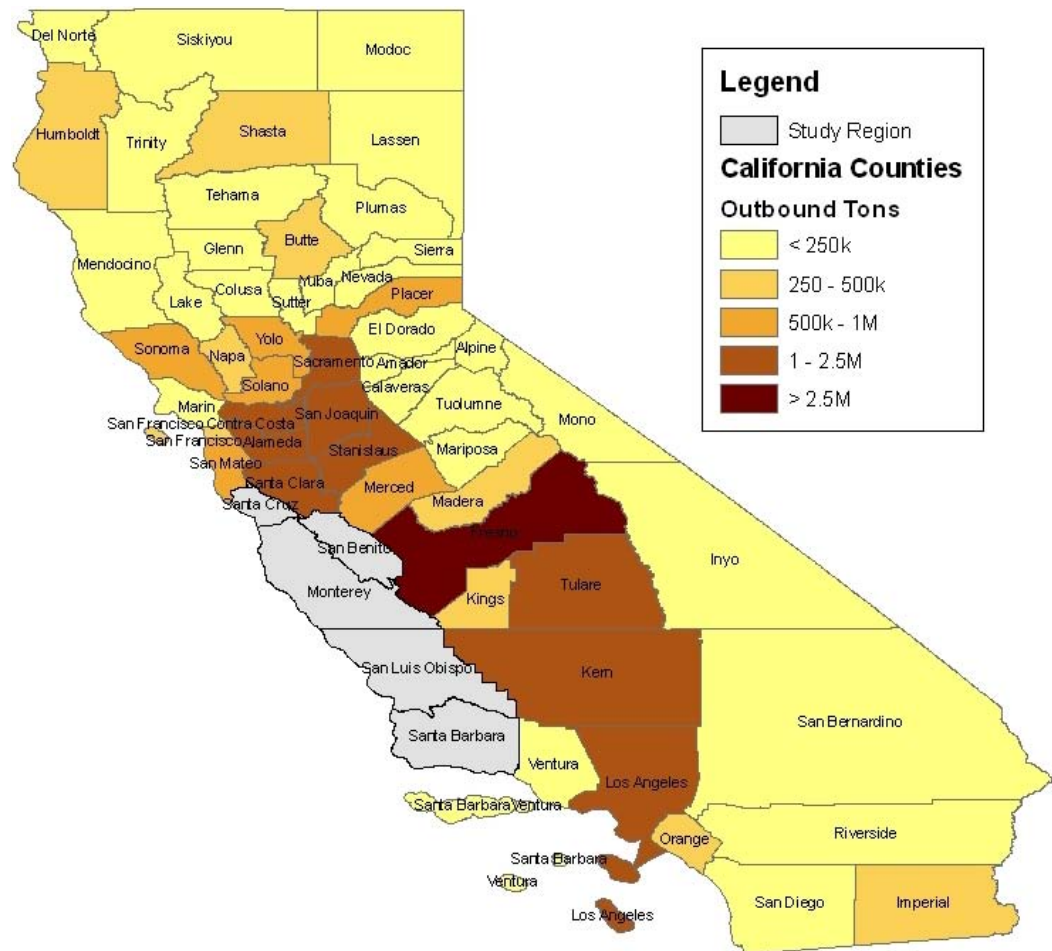 Del Norte
Siskiyou
Modoc
Humboldt
Trinity
Shasta
Lassen
Tehama
Plumas
Mendocino
Glenn
Butte
Sierra
Lake
Colusa
Sutter
Yuba
Nevada
Placer
El Dorado
Sonoma
Napa
Yolo
Sacramento
Amador
Alpine
Solano
Calaveras
Marin
San Francisco
Contra Costa
San Joaquin
Tuolumne
Mono
San Francisco
Alameda
Stanislaus
Mariposa
San Mateo
Santa Clara
Merced
Madera
Santa Cruz
Fresno
San Benito
Inyo
Monterey
Kings
Tulare
San Luis Obispo
Kern
San Bernardino
Santa Barbara
Ventura
Los Angeles
Santa Barbara
Ventura
Orange
Riverside
Santa Barbara
Ventura
Los Angeles
San Diego
Imperial
Legend
Study Region
California Counties
Outbound Tons
< 250k
250 - 500k
500k - 1M
1 - 2.5M
> 2.5M